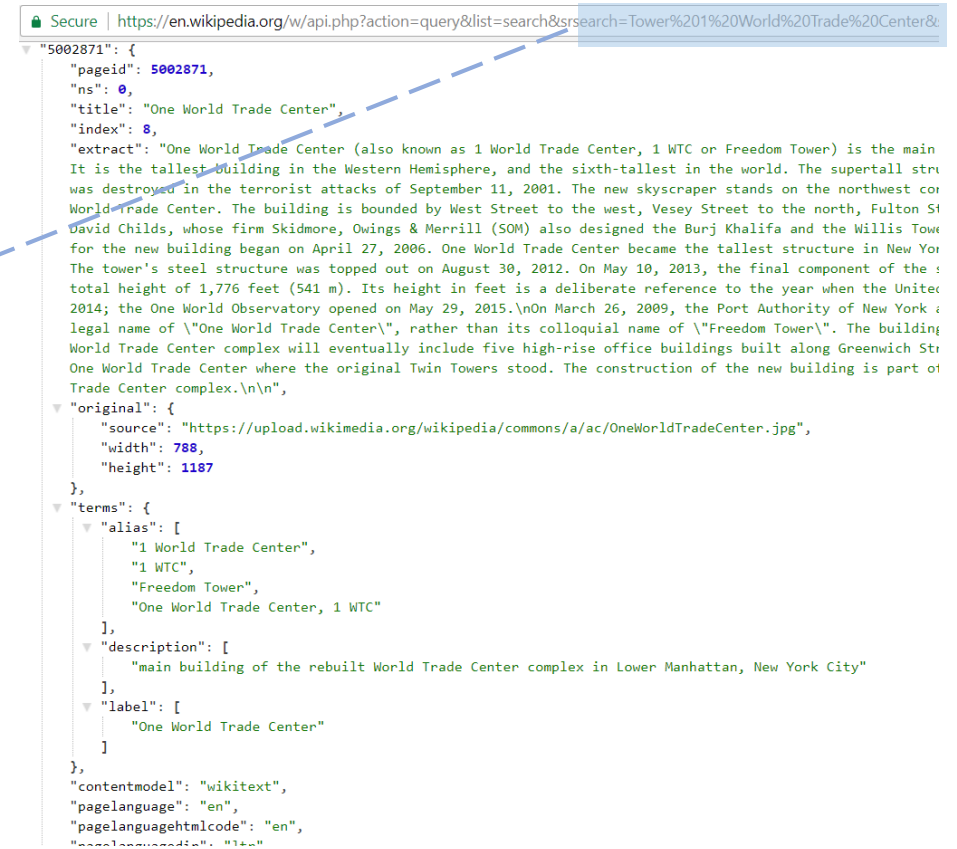 Secure | https://en.wikipedia.org/w/api.php?action=query&list=search&srsearch=Tower%201%20World%20Trade%20Center&
"5002871": {
"pageid": 5002871,
"ns": 0,
"title": "One World Trade Center",
"index": 8,
"extract": "One World Trade Center (also known as 1 World Trade Center, 1 WTC or Freedom Tower) is the main
It is the tallest building in the Western Hemisphere, and the sixth-tallest in the world. The supertall
was destroyed in the terrorist attacks of September 11, 2001. The new skyscraper stands on the northwest
World Trade Center. The building is bounded by West Street to the west, Vesey Street to the north, Fulton
David Childs, whose firm Skidmore, Owings & Merrill (SOM) also designed the Burj Khalifa and the Willis
for the new building began on April 27, 2006. One World Trade Center became the tallest structure in New
The tower's steel structure was topped out on August 30, 2012. On May 10, 2013, the final component of the
total height of 1,776 feet (541 m). Its height in feet is a deliberate reference to the year when the
2014; the One World Observatory opened on May 29, 2015.\nOn March 26, 2009, the Port Authority of New York
legal name of \"One World Trade Center\", rather than its colloquial name of \"Freedom Tower\". The building
World Trade Center complex will eventually include five high-rise office buildings built along Greenwich
One World Trade Center where the original Twin Towers stood. The construction of the new building is part
Trade Center complex.\n\n",
"original": {
"source": "https://upload.wikimedia.org/wikipedia/commons/a/ac/OneWorldTradeCenter.jpg",
"width": 788,
"height": 1187
},
"terms": {
"alias": [
"1 World Trade Center",
"1 WTC",
"Freedom Tower",
"One World Trade Center, 1 WTC"
],
"description": [
"main building of the rebuilt World Trade Center complex in Lower Manhattan, New York City"
],
"label": [
"One World Trade Center"
]
},
"contentmodel": "wikitext",
"pagelanguage": "en",
"pagelanguagehtmlcode": "en",
"pagelanguagedir": "ltr"